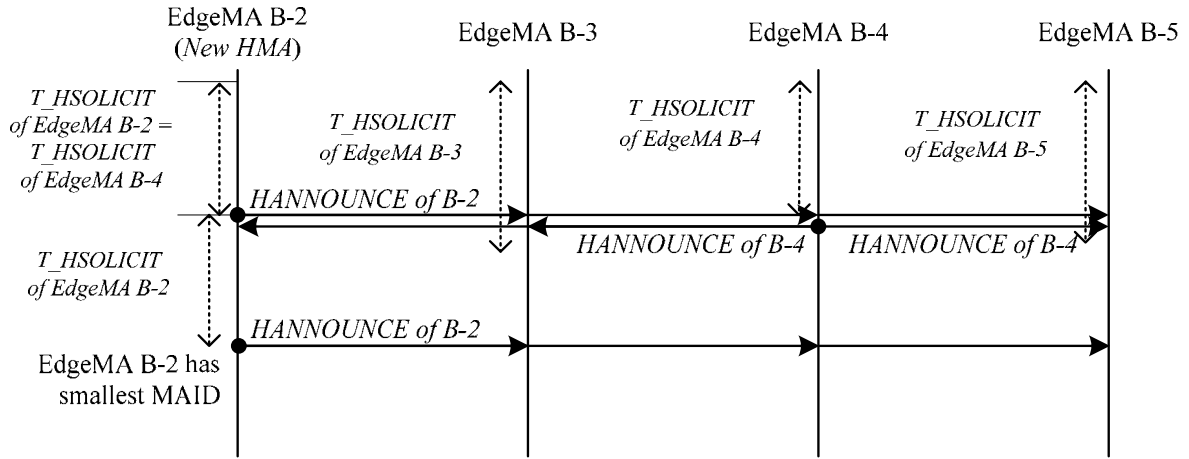 EdgeMA B-2
(New HMA)
EdgeMA B-3
EdgeMA B-4
EdgeMA B-5
T_HSOLICIT
of EdgeMA B-2 =
T_HSOLICIT
of EdgeMA B-4
T_HSOLICIT
of EdgeMA B-3
T_HSOLICIT
of EdgeMA B-4
T_HSOLICIT
of EdgeMA B-5
HANNOUNCE of B-2
HANNOUNCE of B-4
HANNOUNCE of B-4
T_HSOLICIT
of EdgeMA B-2
HANNOUNCE of B-2
EdgeMA B-2 has
smallest MAID